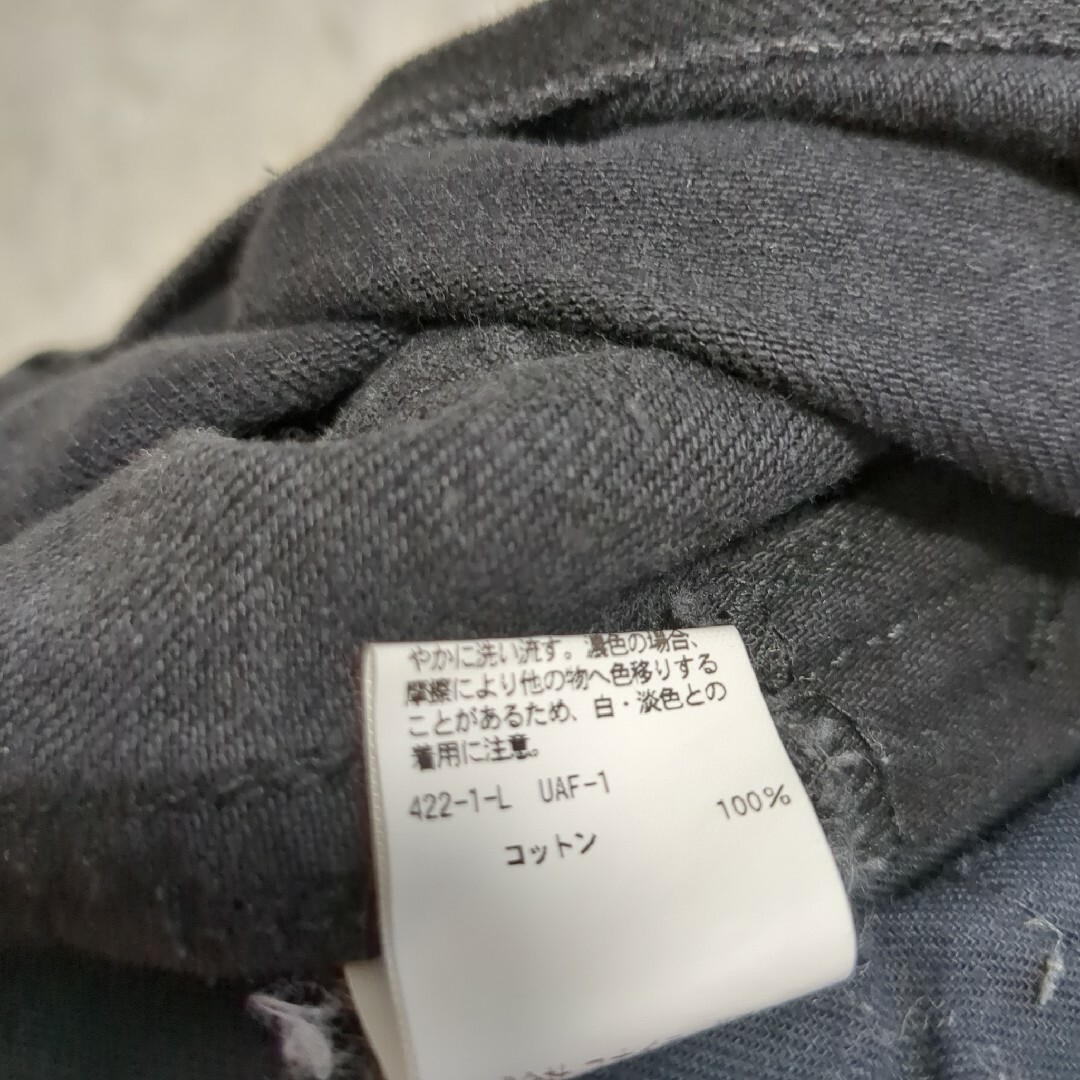 やかに洗い流す。濃色の場合、
摩擦により他の物へ色移りする
ことがあるため、白・淡色との
着用に注意。
422-1-L UAF-1
100%
コットン